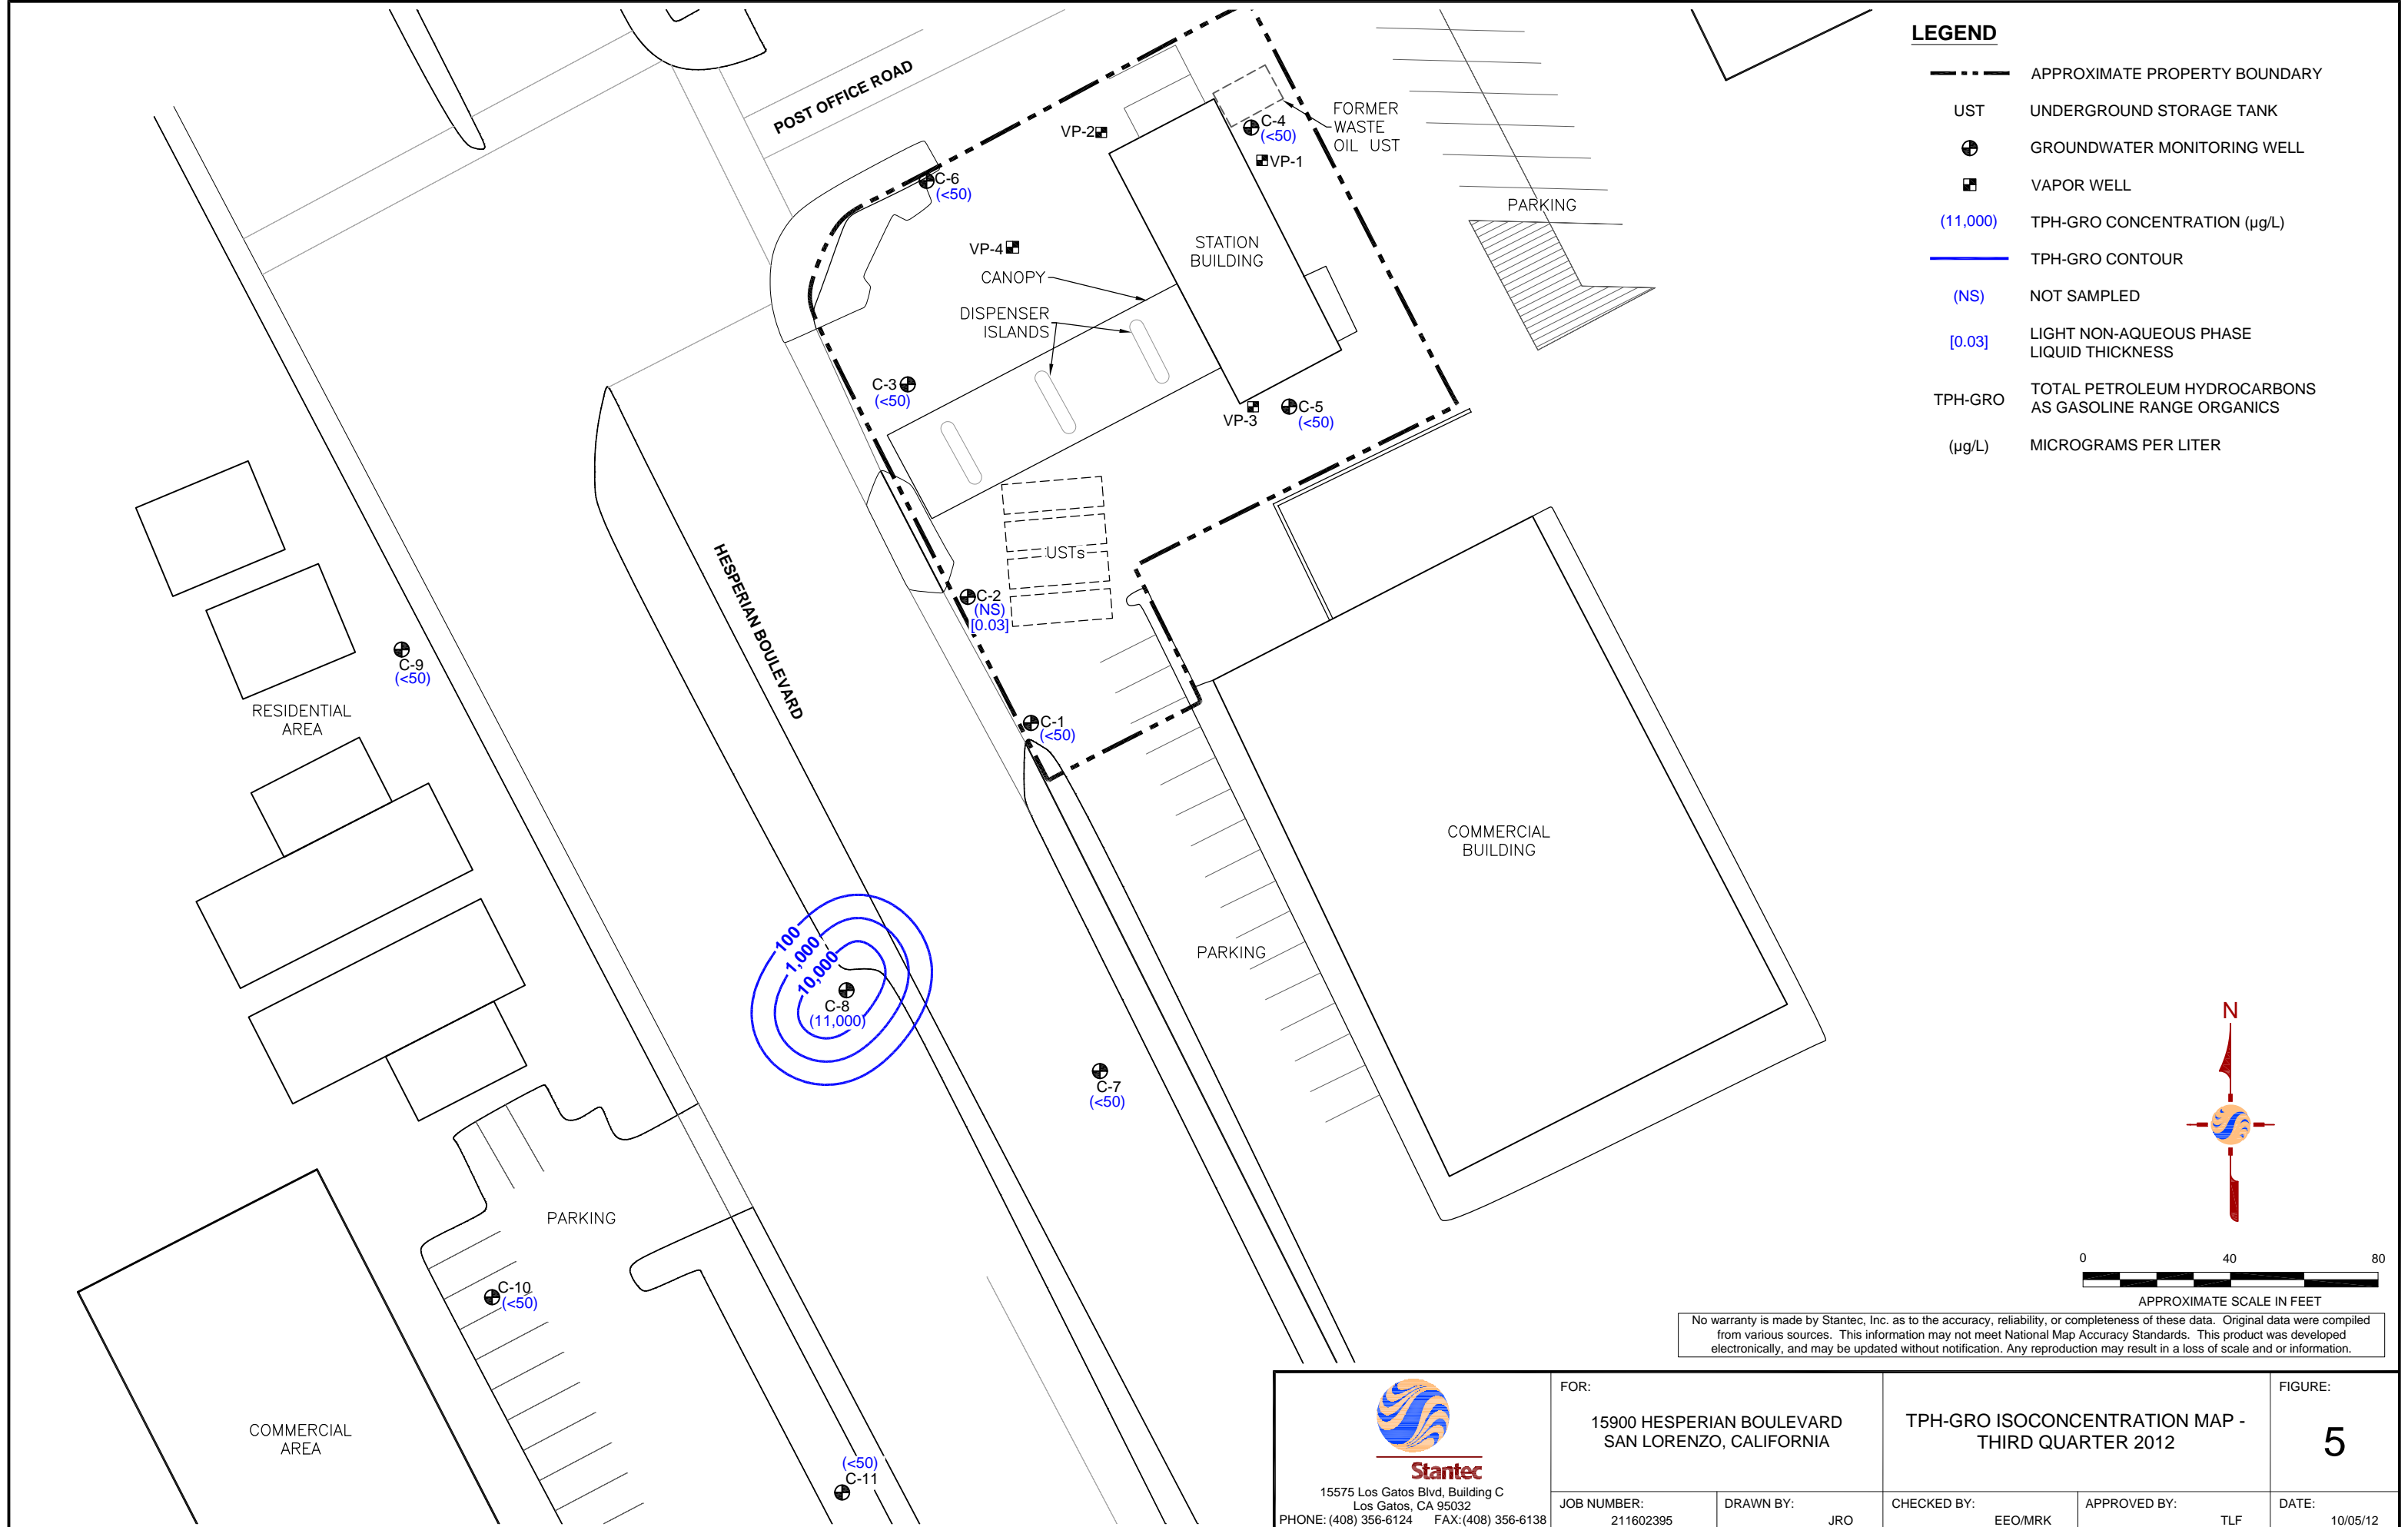 LEGEND
APPROXIMATE PROPERTY BOUNDARY
UST UNDERGROUND STORAGE TANK
GROUNDWATER MONITORING WELL
VAPOR WELL
(11,000) TPH-GRO CONCENTRATION (µg/L)
TPH-GRO CONTOUR
(NS) NOT SAMPLED
[0.03] LIGHT NON-AQUEOUS PHASE
LIQUID THICKNESS
TPH-GRO TOTAL PETROLEUM HYDROCARBONS
AS GASOLINE RANGE ORGANICS
(µg/L) MICROGRAMS PER LITER
POST OFFICE ROAD
VP-2
C-4
(<50)
VP-1
FORMER
WASTE
OIL UST
C-6
(<50)
PARKING
VP-4
STATION
BUILDING
CANOPY
DISPENSER
ISLANDS
C-3
(<50)
VP-3
C-5
(<50)
USTs
HESPERIAN BOULEVARD
C-2
(NS)
[0.03]
C-9
(<50)
RESIDENTIAL
AREA
C-1
(<50)
COMMERCIAL
BUILDING
PARKING
100
1,000
10,000
C-8
(11,000)
C-7
(<50)
PARKING
C-10
(<50)
COMMERCIAL
AREA
(<50)
C-11
N
0 40 80
APPROXIMATE SCALE IN FEET
No warranty is made by Stantec, Inc. as to the accuracy, reliability, or completeness of these data. Original data were compiled
from various sources. This information may not meet National Map Accuracy Standards. This product was developed
electronically, and may be updated without notification. Any reproduction may result in a loss of scale and or information.
Stantec
15575 Los Gatos Blvd, Building C
Los Gatos, CA 95032
PHONE: (408) 356-6124 FAX:(408) 356-6138
FOR:
15900 HESPERIAN BOULEVARD
SAN LORENZO, CALIFORNIA
TPH-GRO ISOCONCENTRATION MAP -
THIRD QUARTER 2012
FIGURE:
5
JOB NUMBER:
211602395
DRAWN BY:
JRO
CHECKED BY:
EEO/MRK
APPROVED BY:
TLF
DATE:
10/05/12